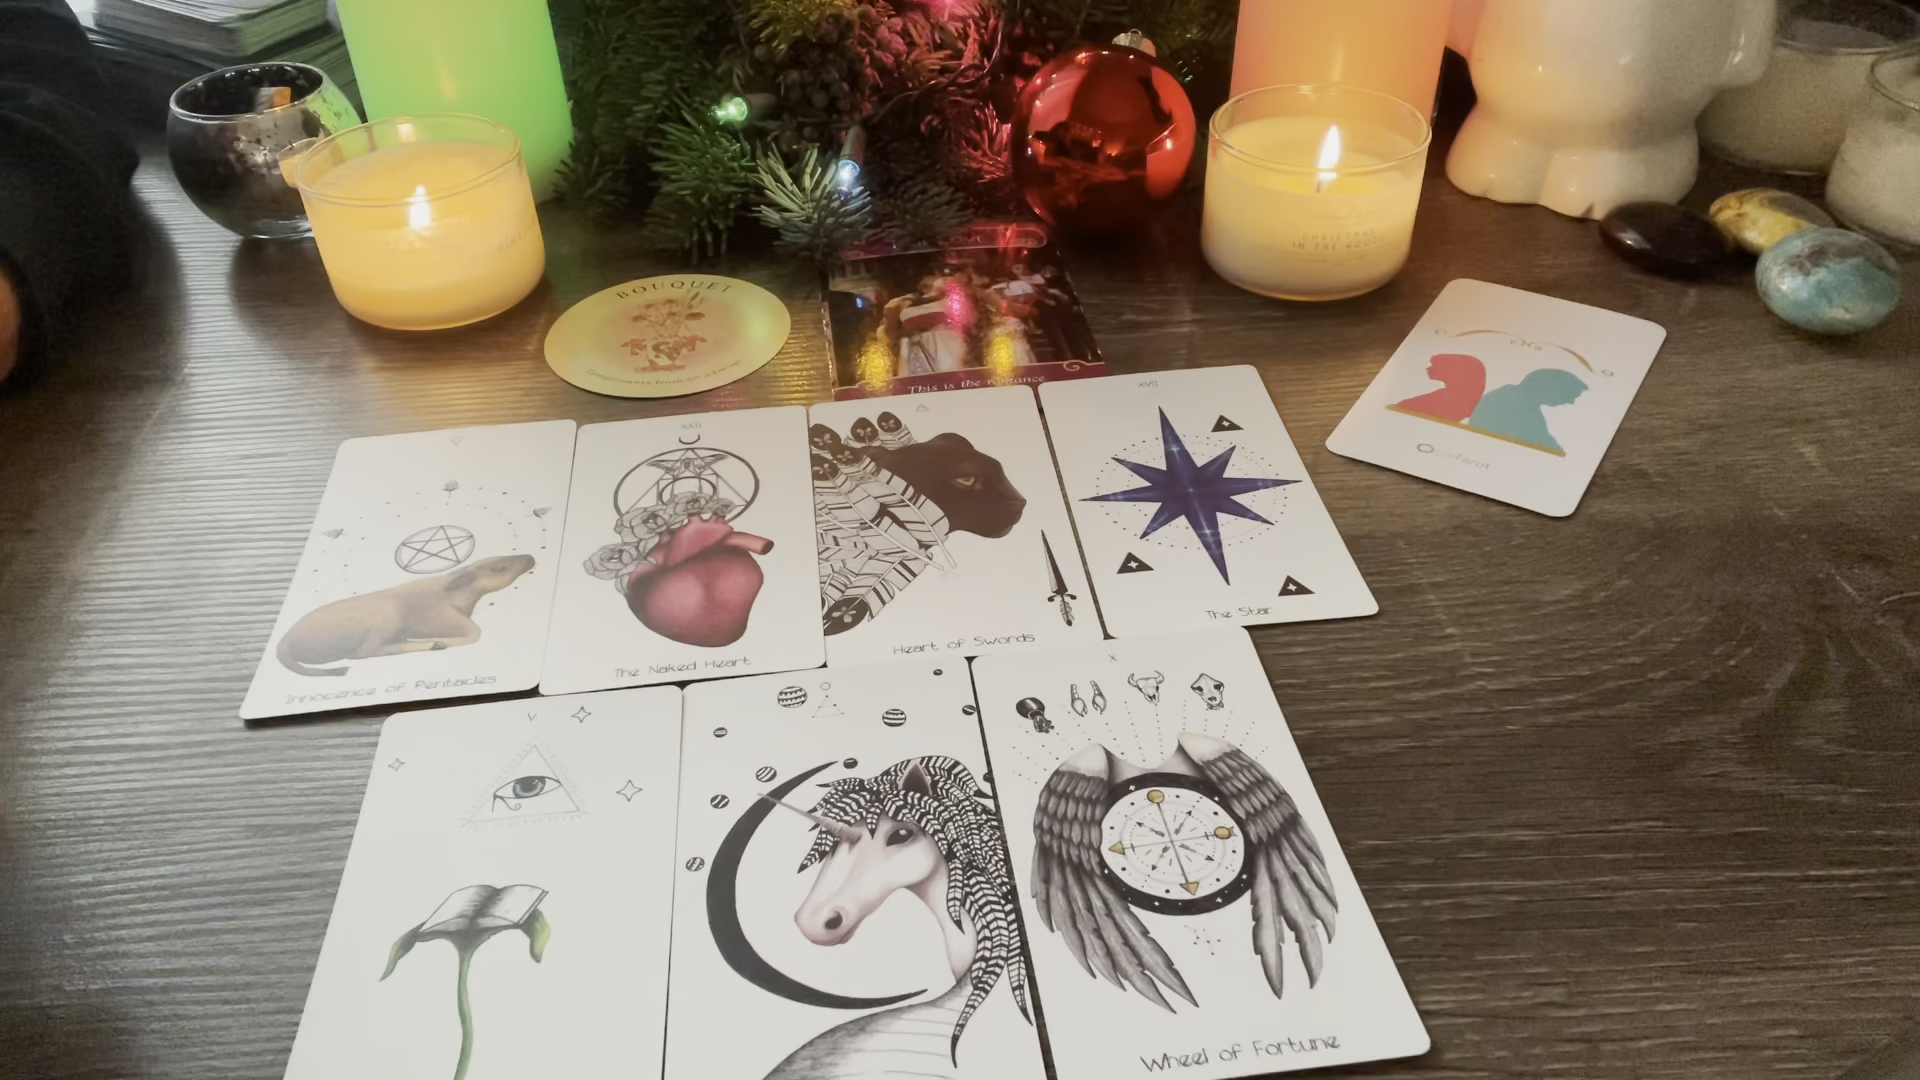 BOUQUET
CHRISTMAS
IN THE WOODS
This is the romance
V
Innocence of Pentacles
XXII
The Naked Heart
Heart of Swords
XVII
The Star
V
X
Wheel of Fortune